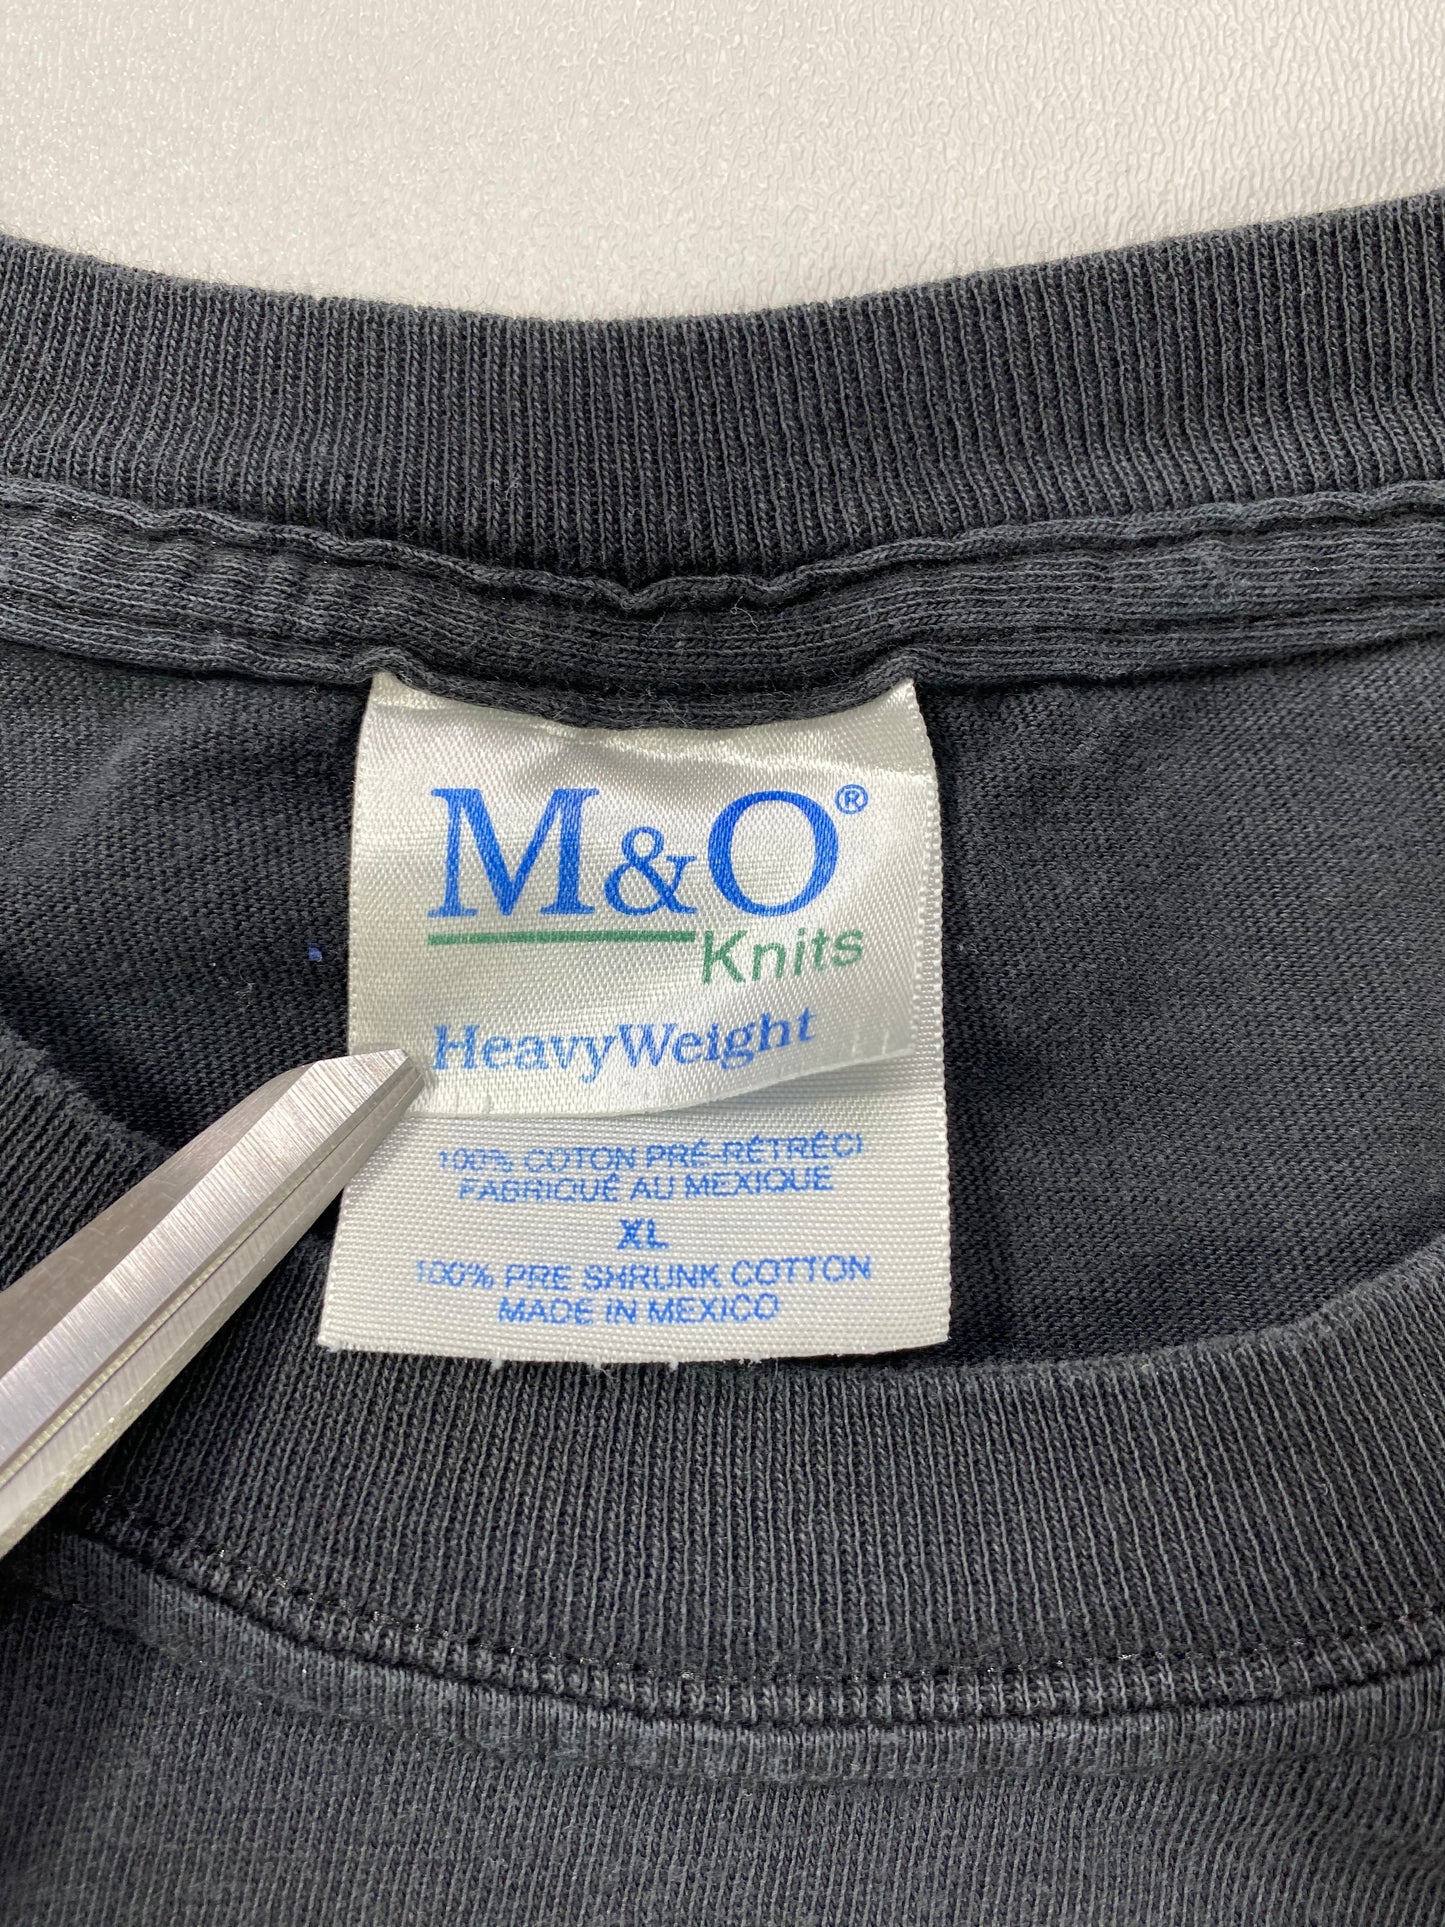 M&O®
Knits
HeavyWeight
100% COTON PRÉ-RÉTRÉCI
FABRIQUÉ AU MEXIQUE
XL
100% PRE SHRUNK COTTON
MADE IN MEXICO